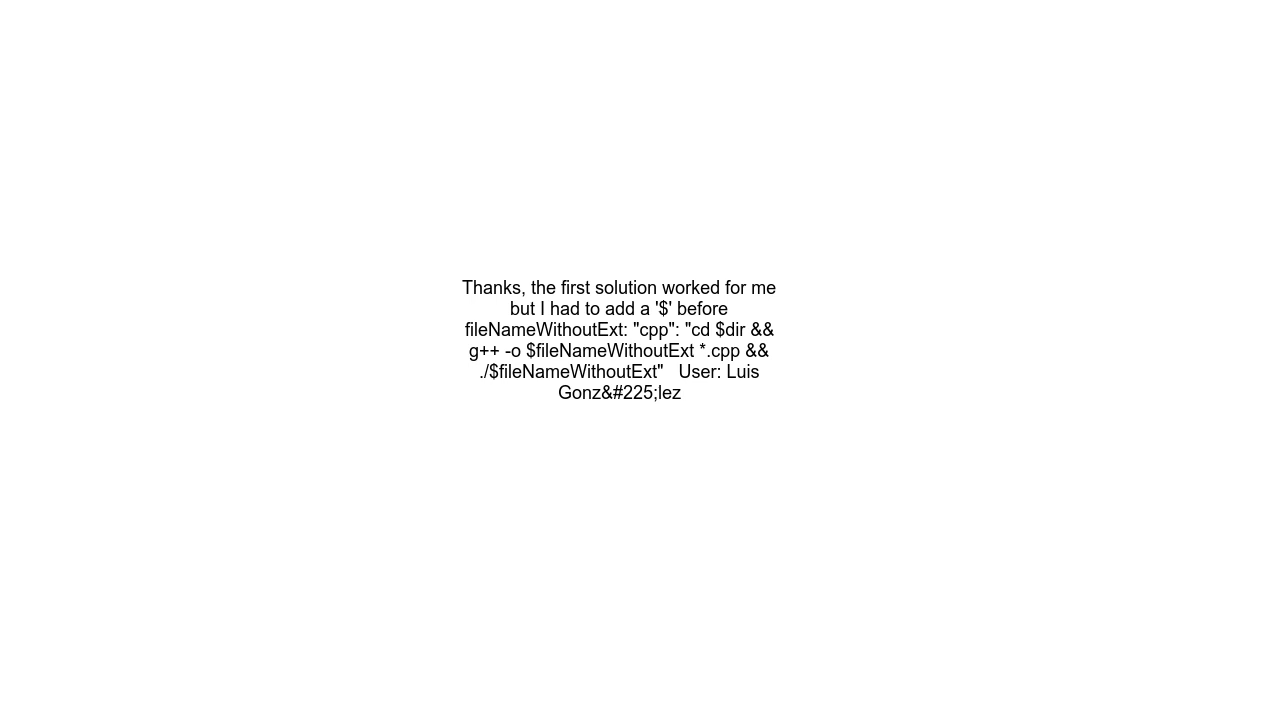 Thanks, the first solution worked for me
but I had to add a '$' before
fileNameWithoutExt: "cpp": "cd $dir &&
g++ -o $fileNameWithoutExt *.cpp &&
./$fileNameWithoutExt"   User: Luis
Gonz&#225;lez